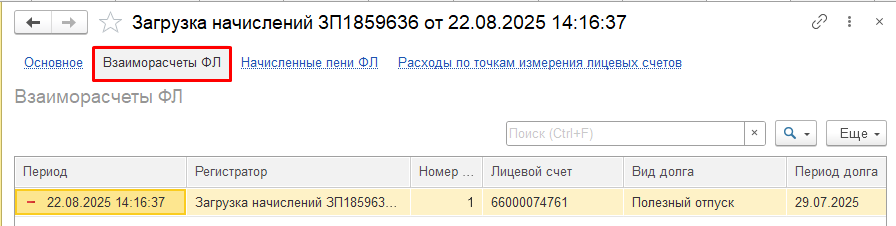 Загрузка начислений ЗП1859636 от 22.08.2025 14:16:37
Основное Взаиморасчеты ФЛ Начисленные пени ФЛ Расходы по точкам измерения лицевых счетов
Взаиморасчеты ФЛ
Поиск (Ctrl+F) × Еще
Период Регистратор Номер ... Лицевой счет Вид долга Период долга
22.08.2025 14:16:37 Загрузка начислений ЗП185963... 1 66000074761 Полезный отпуск 29.07.2025